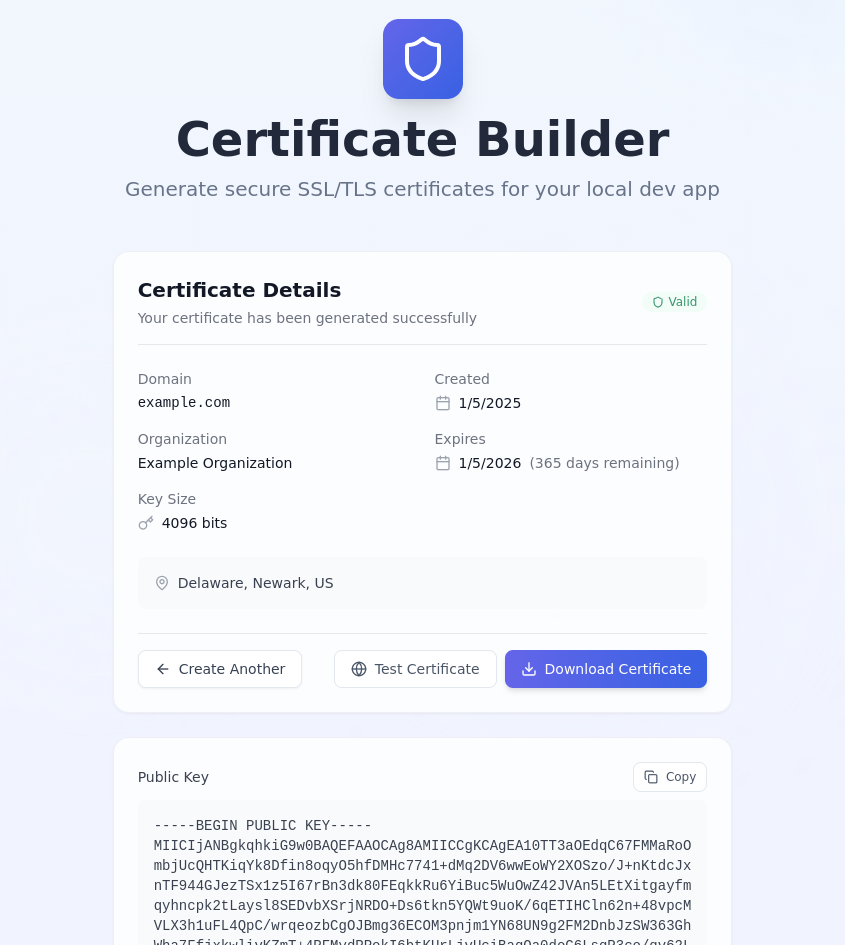 Certificate Builder
Generate secure SSL/TLS certificates for your local dev app
Certificate Details
Your certificate has been generated successfully
Valid
Domain
example.com
Created
1/5/2025
Organization
Example Organization
Expires
1/5/2026 (365 days remaining)
Key Size
4096 bits
Delaware, Newark, US
Create Another
Test Certificate
Download Certificate
Public Key
Copy
-----BEGIN PUBLIC KEY-----
MIICIjANBgkqhkiG9w0BAQEFAAOCAg8AMIICCgKCAgEA10TT3aOEdqC67FMMaRoO
mbjUcQHTKiqYk8Dfin8oqyO5hfDMHc7741+dMq2DV6wwEoWY2XOSzo/J+nKtdcJx
nTF944GJezTSx1z5I67rBn3dk80FEqkkRu6YiBuc5WuOwZ42JVAn5LEtXitgayfm
qyhncpk2tLaysl8SEDvbXSrjNRDO+Ds6tkn5YQWt9uoK/6qETIHCln62n+48vpcM
VLX3h1uFL4QpC/wrqeozbCgOJBmg36ECOM3pnjm1YN68UN9g2FM2DnbJzSW363Gh